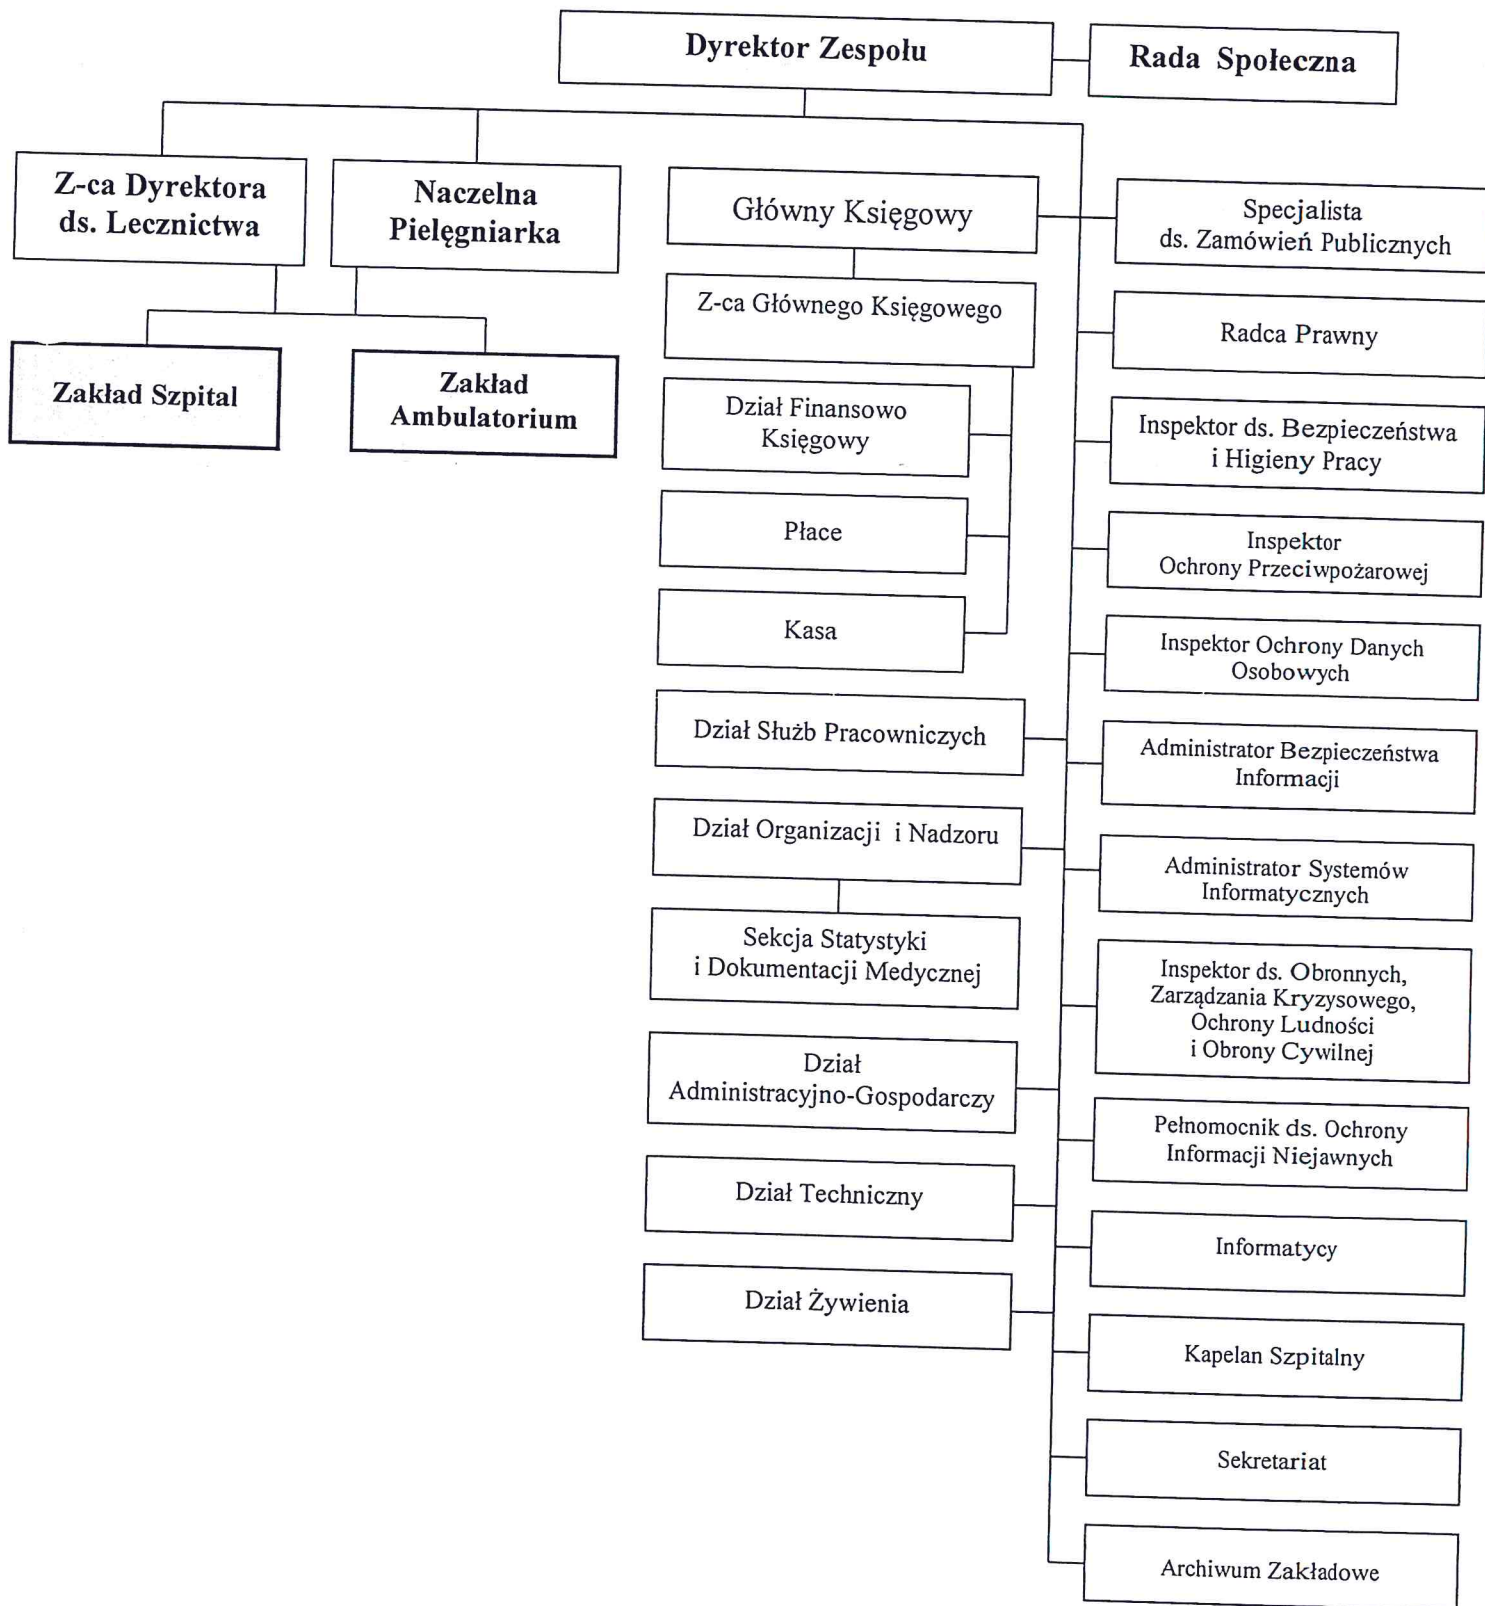 Dyrektor Zespołu
Rada Społeczna
Z-ca Dyrektora
ds. Lecznictwa
Naczelna
Pielęgniarka
Zakład Szpital
Zakład
Ambulatorium
Główny Księgowy
Z-ca Głównego Księgowego
Dział Finansowo
Księgowy
Płace
Kasa
Dział Służb Pracowniczych
Dział Organizacji i Nadzoru
Sekcja Statystyki
i Dokumentacji Medycznej
Dział
Administracyjno-Gospodarczy
Dział Techniczny
Dział Żywienia
Specjalista
ds. Zamówień Publicznych
Radca Prawny
Inspektor ds. Bezpieczeństwa
i Higieny Pracy
Inspektor
Ochrony Przeciwpożarowej
Inspektor Ochrony Danych
Osobowych
Administrator Bezpieczeństwa
Informacji
Administrator Systemów
Informatycznych
Inspektor ds. Obronnych,
Zarządzania Kryzysowego,
Ochrony Ludności
i Obrony Cywilnej
Pełnomocnik ds. Ochrony
Informacji Niejawnych
Informatycy
Kapelan Szpitalny
Sekretariat
Archiwum Zakładowe